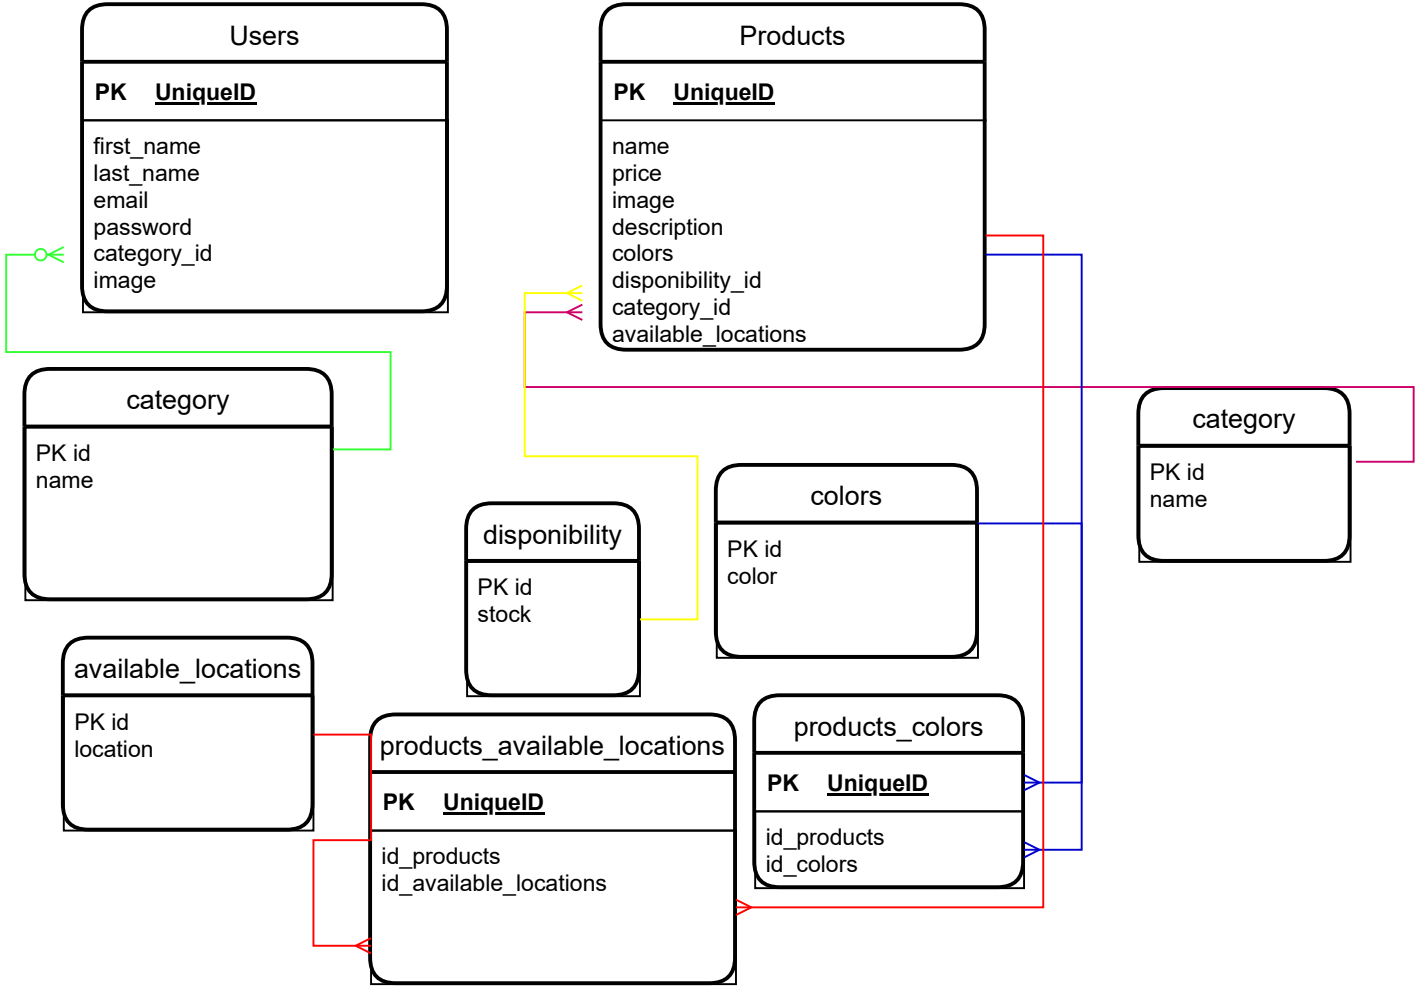 Users
PK UniqueID
first_name
last_name
email
password
category_id
image
Products
PK UniqueID
name
price
image
description
colors
disponibility_id
category_id
available_locations
category
PK id
name
category
PK id
name
colors
PK id
color
disponibility
PK id
stock
available_locations
PK id
location
products_available_locations
PK UniqueID
id_products
id_available_locations
products_colors
PK UniqueID
id_products
id_colors